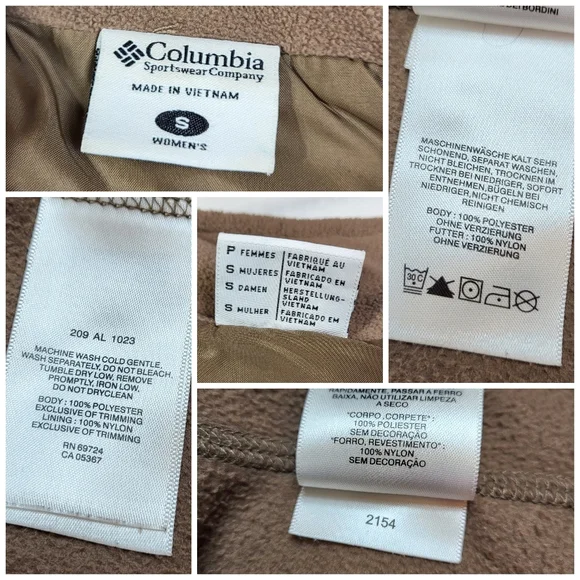 Columbia
Sportswear Company
MADE IN VIETNAM
S
WOMEN'S
DEI BORDINI
MASCHINENWÄSCHE KALT SEHR
SCHONEND, SEPARAT WASCHEN,
NICHT BLEICHEN, TROCKNEN IM
TROCKNER BEI NIEDRIGER, SOFORT
ENTNEHMEN,BÜGELN BEI
NIEDRIGER,NICHT CHEMISCH
REINIGEN
BODY : 100% POLYESTER
OHNE VERZIERUNG
FUTTER : 100% NYLON
OHNE VERZIERUNG
30C
209 AL 1023
MACHINE WASH COLD GENTLE,
WASH SEPARATELY, DO NOT BLEACH.
TUMBLE DRY LOW, REMOVE
PROMPTLY, IRON LOW,
DO NOT DRYCLEAN
BODY : 100% POLYESTER
EXCLUSIVE OF TRIMMING
LINING : 100% NYLON
EXCLUSIVE OF TRIMMING
RN 69724
CA 05367
P FEMMES
S MUJERES
S DAMEN
S MULHER
FABRIQUÉ AU
VIETNAM
FABRICADO EN
VIETNAM
HERSTELLUNG-
SLAND
VIETNAM
FABRICADO EM
VIETNAM
RAPIDAMENTE, PASSAR A FERRO
BAIXA, NÃO UTILIZAR LIMPEZA
A SECO
"CORPO ,CORPETE" :
100% POLIESTER
SEM DECORAÇÃO
"FORRO, REVESTIMENTO" :
100% NYLON
SEM DECORAÇÃO
2154